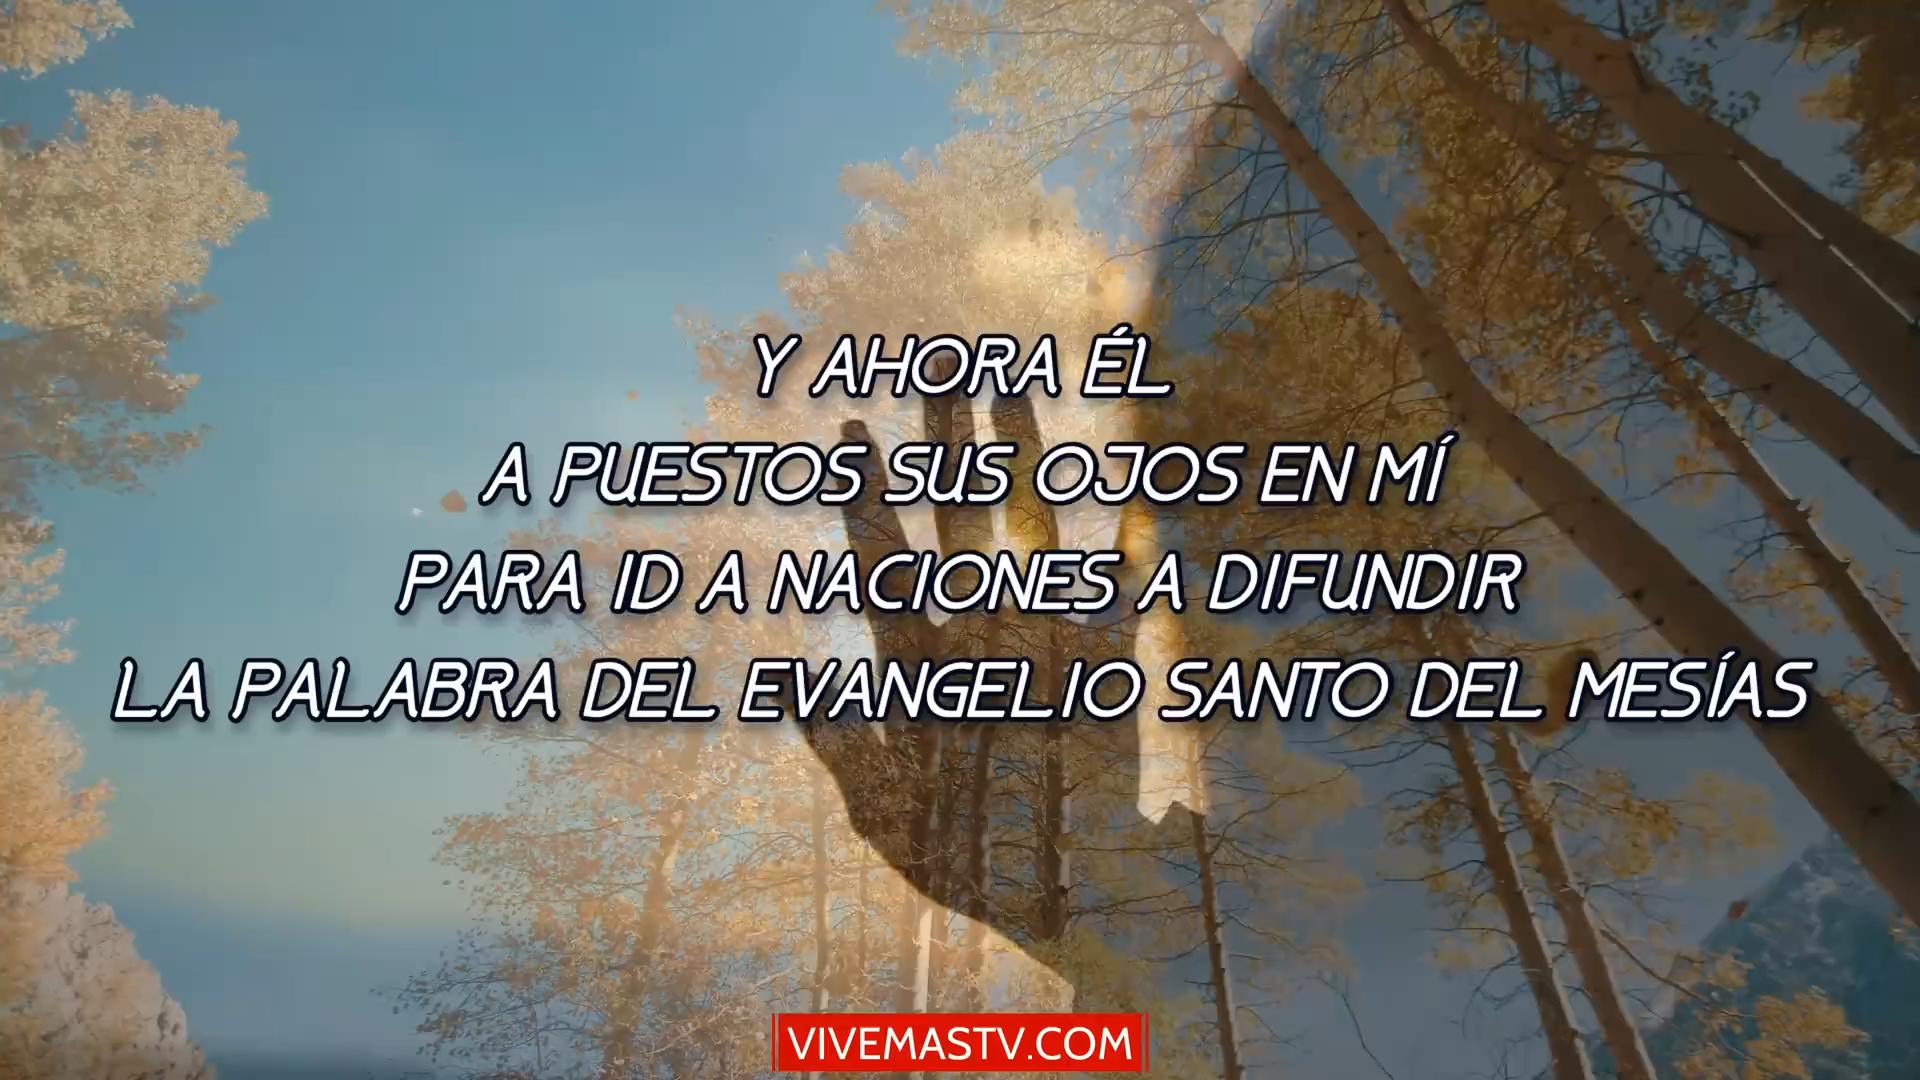 Y AHORA ÉL
A PUESTOS SUS OJOS EN MÍ
PARA ID A NACIONES A DIFUNDIR
LA PALABRA DEL EVANGELIO SANTO DEL MESÍAS
VIVEMASTV.COM